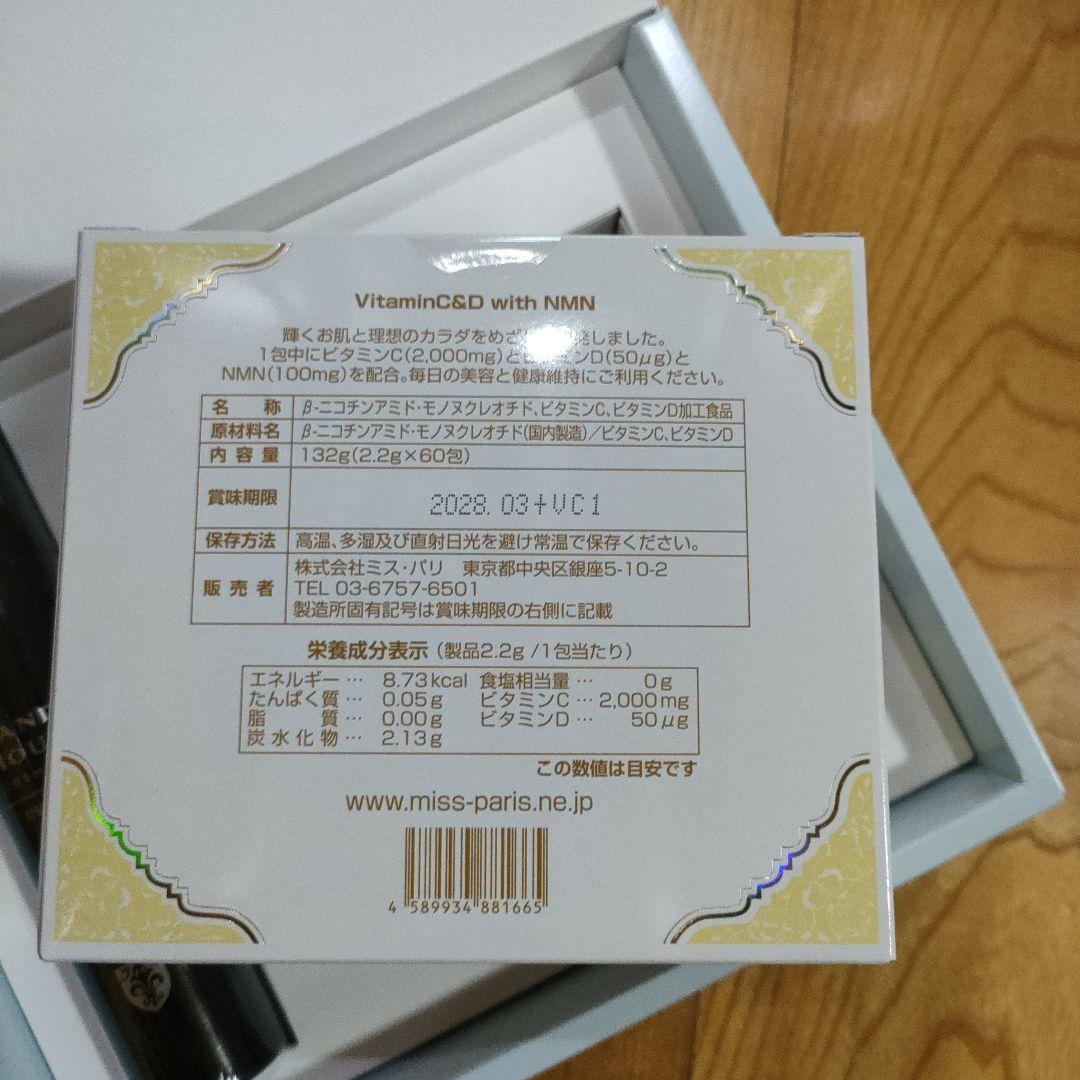 VitaminC&D with NMN
輝くお肌と理想のカラダをめざ しました。
1包中にビタミンC(2,000mg)と ンD(50μg)と
NMN(100mg)を配合。毎日の美容と健康維持にご利用ください。
名 称 β-ニコチンアミド・モノヌクレオチド、ビタミンC、ビタミンD加工食品
原材料名 β-ニコチンアミド・モノヌクレオチド(国内製造)/ビタミンC、ビタミンD
内容量 132g(2.2g×60包)
賞味期限 2028.03+VC1
保存方法 高温、多湿及び直射日光を避け常温で保存ください。
販売者 株式会社ミス・パリ 東京都中央区銀座5-10-2
TEL 03-6757-6501
製造所固有記号は賞味期限の右側に記載
栄養成分表示(製品2.2g/1包当たり)
エネルギー… 8.73kcal 食塩相当量… 0g
たんぱく質… 0.05g ビタミンC… 2,000mg
脂 質… 0.00g ビタミンD… 50μg
炭水化物… 2.13g
この数値は目安です
www.miss-paris.ne.jp
4 589934 881665